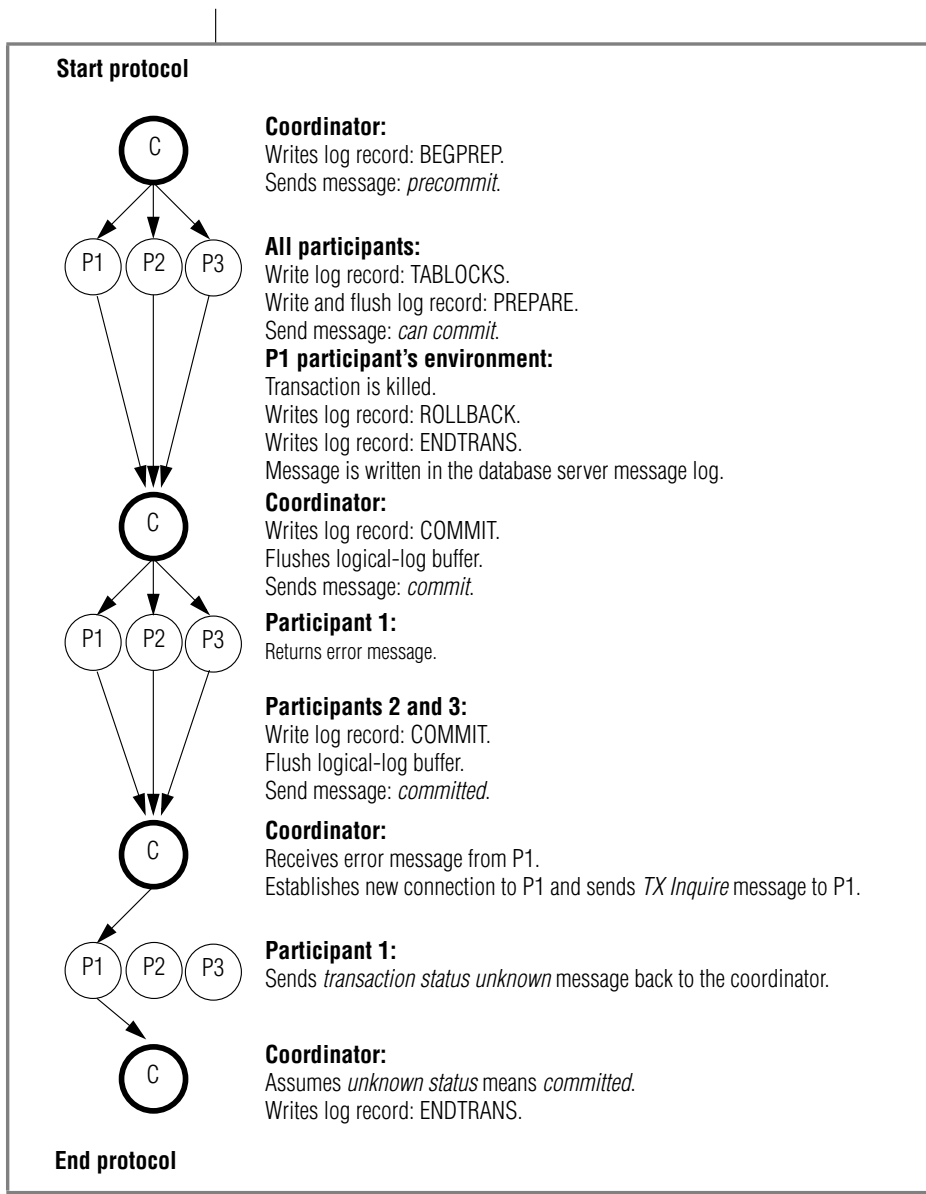 Start protocol
C
Coordinator:
Writes log record: BEGPREP.
Sends message: precommit.
P1 P2 P3
All participants:
Write log record: TABLOCKS.
Write and flush log record: PREPARE.
Send message: can commit.
P1 participant's environment:
Transaction is killed.
Writes log record: ROLLBACK.
Writes log record: ENDTRANS.
Message is written in the database server message log.
C
Coordinator:
Writes log record: COMMIT.
Flushes logical-log buffer.
Sends message: commit.
P1 P2 P3
Participant 1:
Returns error message.
Participants 2 and 3:
Write log record: COMMIT.
Flush logical-log buffer.
Send message: committed.
C
Coordinator:
Receives error message from P1.
Establishes new connection to P1 and sends TX Inquire message to P1.
P1 P2 P3
Participant 1:
Sends transaction status unknown message back to the coordinator.
C
Coordinator:
Assumes unknown status means committed.
Writes log record: ENDTRANS.
End protocol